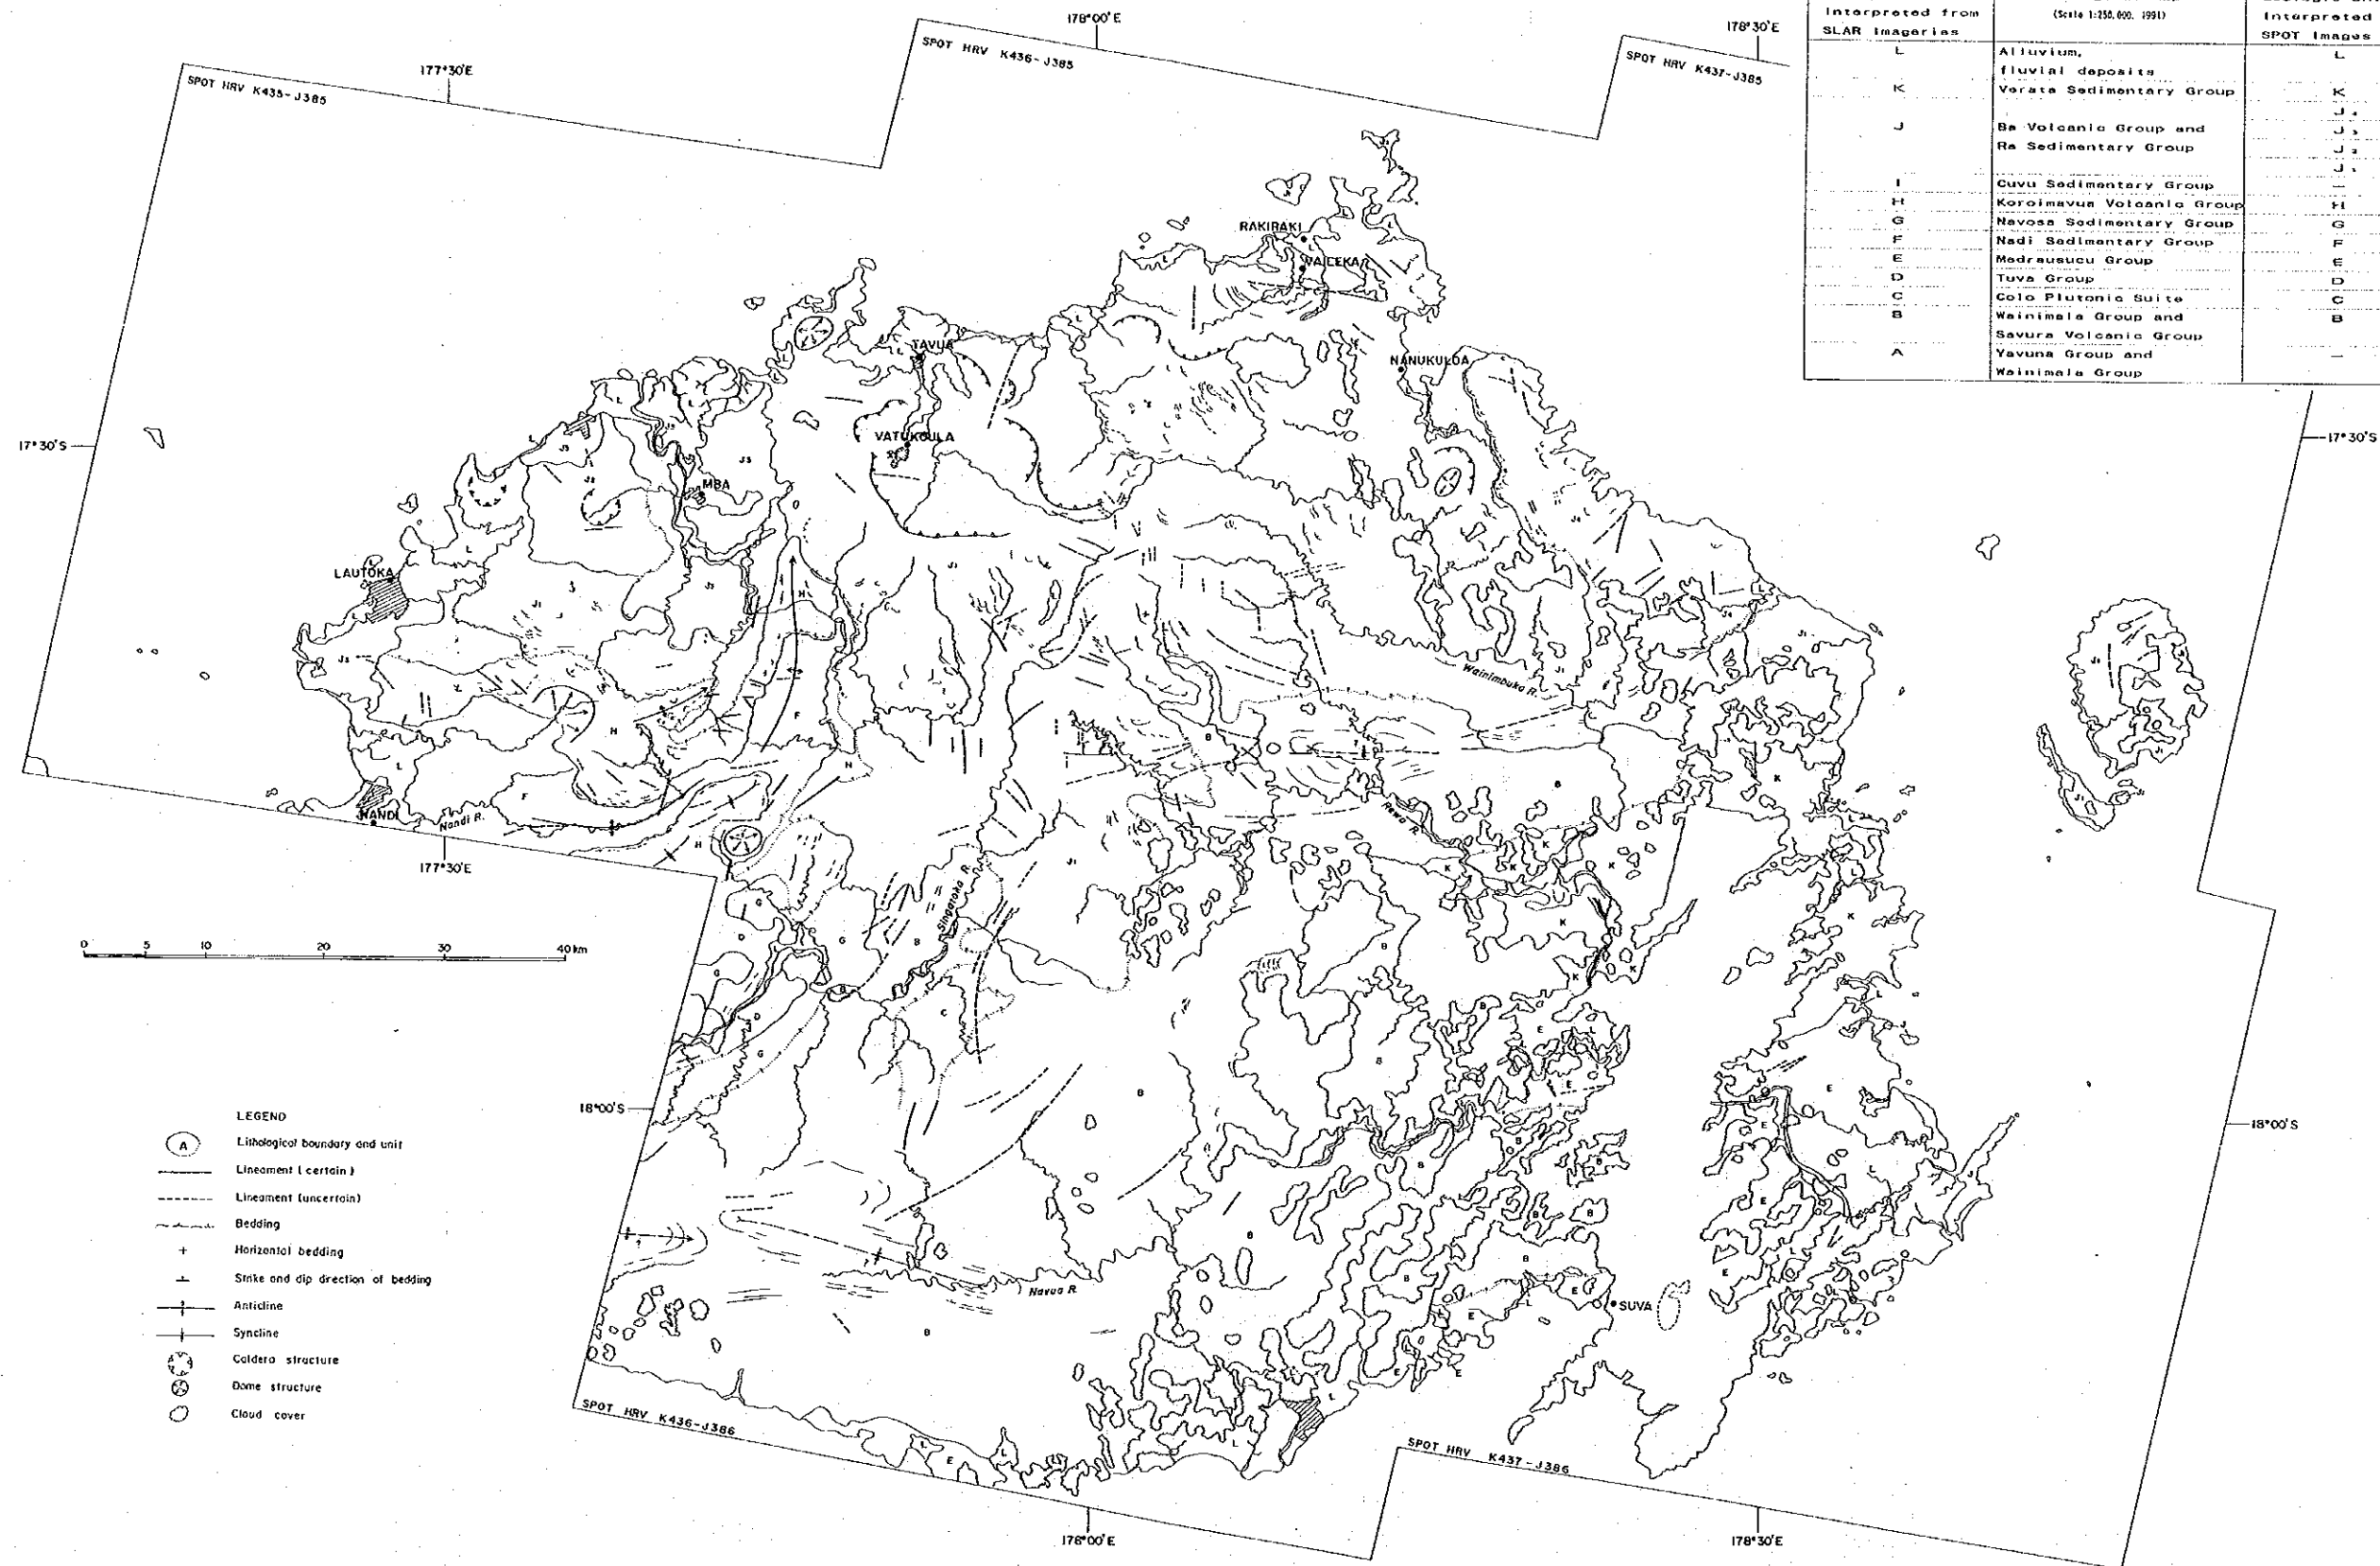 178°00'E
178°30'E
177°30'E
SPOT HRV K435-J385
SPOT HRV K436-J385
SPOT HRV K437-J385
Interpreted from
SLAR Imageries
(Scale 1:250,000. 1991)
Interpreted
SPOT Images
L Alluvium, L
fluvial deposits
K Verata Sedimentary Group K
J4
J Ba Volcanic Group and J3
Ra Sedimentary Group J2
J1
I Cuvu Sedimentary Group —
H Koroimavua Volcanic Group H
G Navosa Sedimentary Group G
F Nadi Sedimentary Group F
E Medrausucu Group E
D Tuva Group D
C Colo Plutonic Suite C
B Wainimala Group and B
Savura Volcanic Group
A Yavuna Group and —
Wainimala Group
RAKIRAKI
VAILEKA
TAVUA
NANUKULOA
17°30'S
VATUKOULA
17°30'S
MBA
LAUTOKA
Wainimbuka R.
NANDI
Nandi R.
Rewa R.
177°30'E
Singatoka R.
0 5 10 20 30 40 km
18°00'S
18°00'S
LEGEND
A Lithological boundary and unit
Lineament (certain)
Lineament (uncertain)
Bedding
Horizontal bedding
Strike and dip drection of bedding
Anticline
Syncline
Caldera structure
Dome structure
Cloud cover
Navua R.
SUVA
SPOT HRV K436-J386
SPOT HRV K437-J386
178°00'E
178°30'E